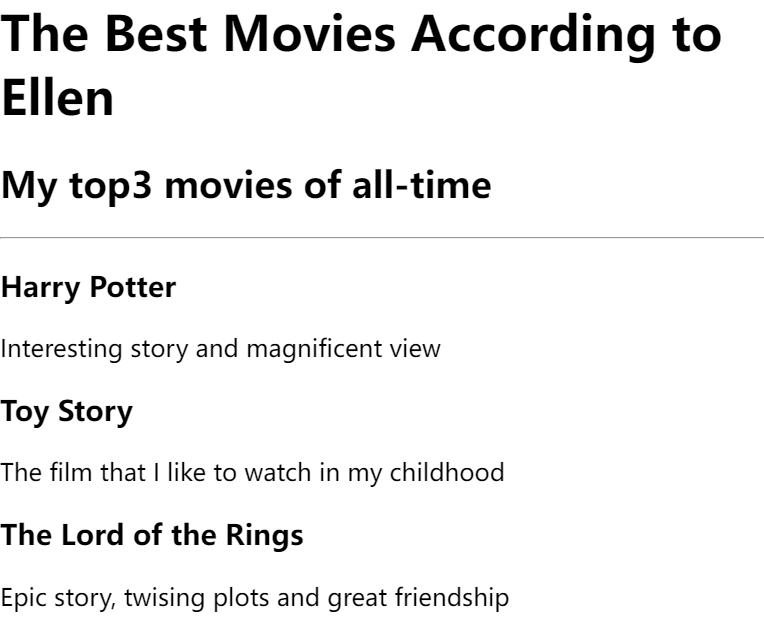 The Best Movies According to
Ellen
My top3 movies of all-time
Harry Potter
Interesting story and magnificent view
Toy Story
The film that I like to watch in my childhood
The Lord of the Rings
Epic story, twising plots and great friendship